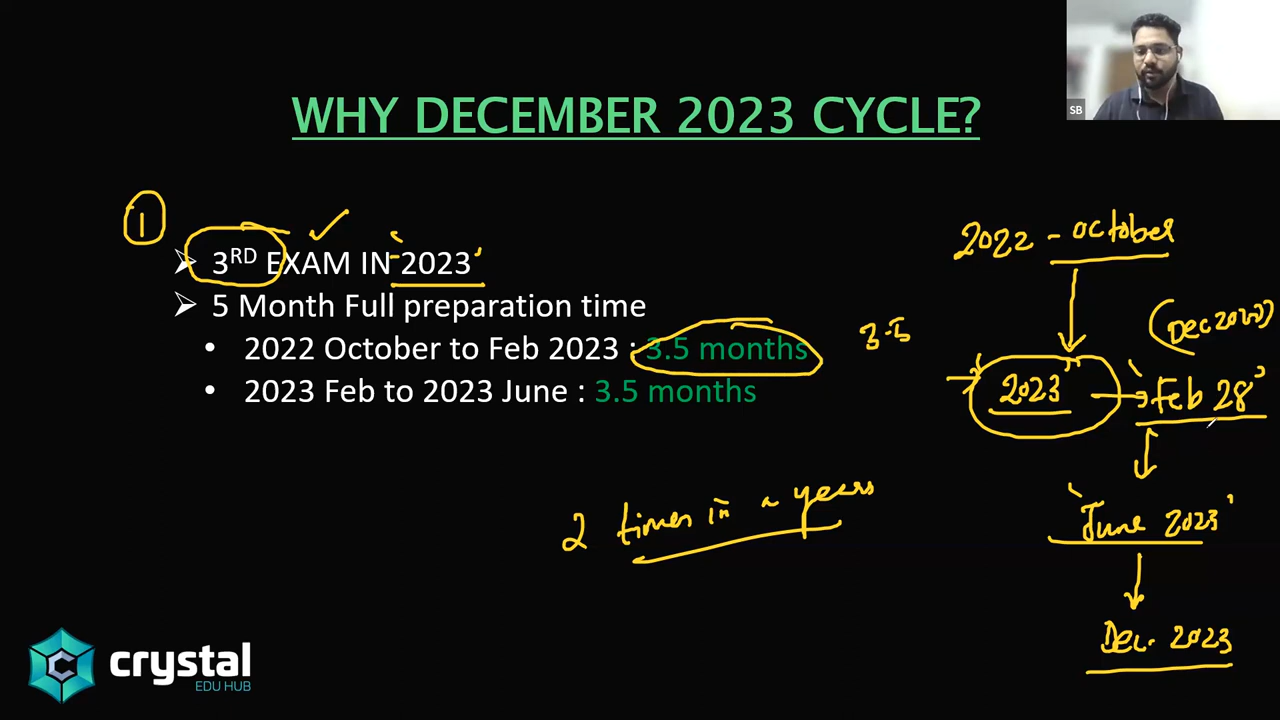 SB
WHY DECEMBER 2023 CYCLE?
1
3RD EXAM IN 2023
5 Month Full preparation time
2022 October to Feb 2023 : 3.5 months
2023 Feb to 2023 June : 3.5 months
3.5
2 times in a years
2022 - october
(Dec 2022)
2023 Feb 28
June 2023
Dec. 2023
crystal
EDU HUB